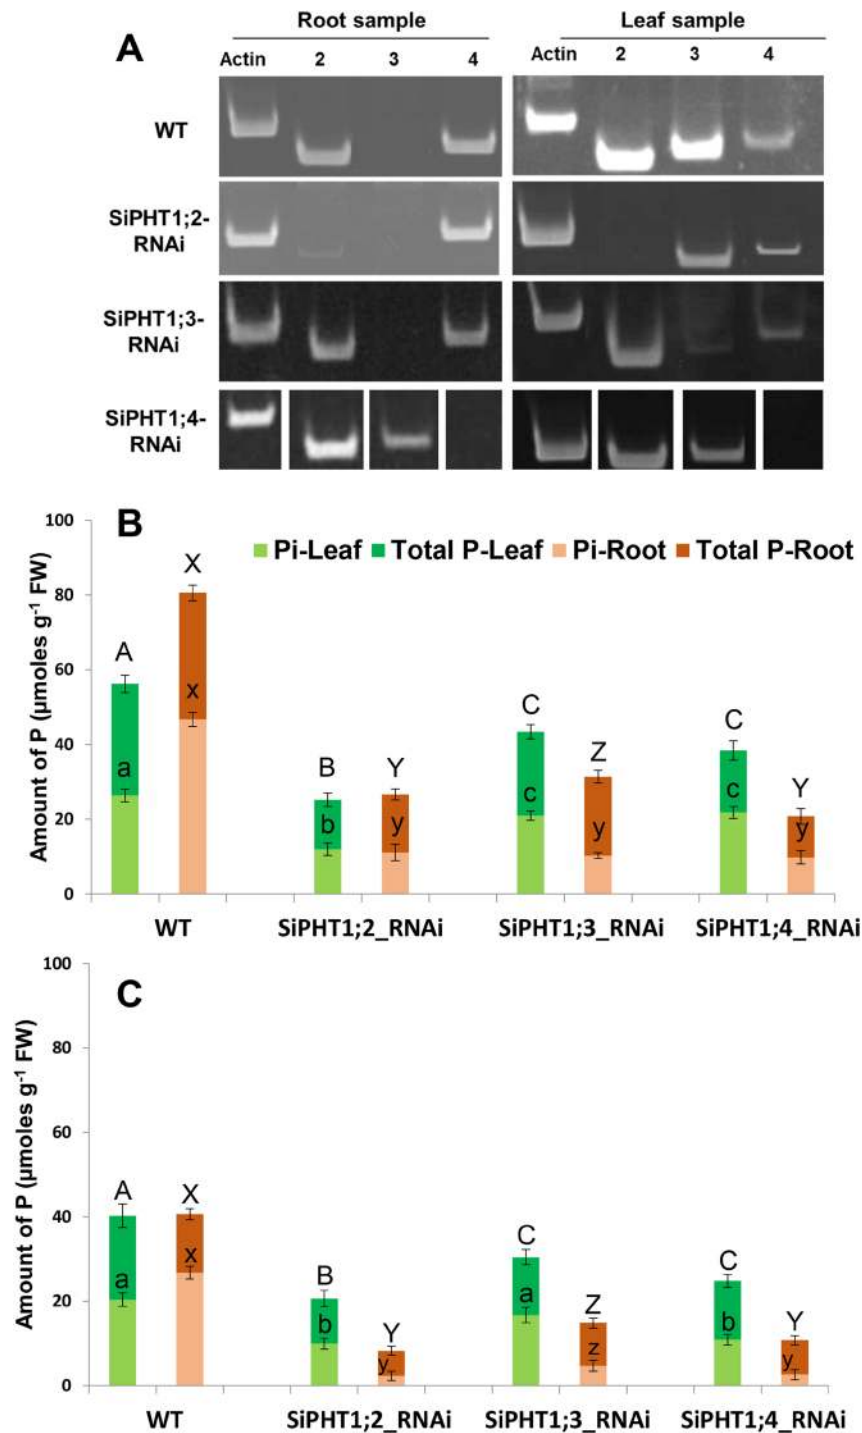 A
Root sample
Leaf sample
Actin 2 3 4
Actin 2 3 4
WT
SiPHT1;2-
RNAi
SiPHT1;3-
RNAi
SiPHT1;4-
RNAi
B
Amount of P (µmoles g⁻¹ FW)
100
80
60
40
20
0
Pi-Leaf Total P-Leaf Pi-Root Total P-Root
A X B Y C Z C Y
a x b y c y c y
WT SiPHT1;2_RNAi SiPHT1;3_RNAi SiPHT1;4_RNAi
C
Amount of P (µmoles g⁻¹ FW)
100
80
60
40
20
0
A X B Y C Z C Y
a x b y a z b y
WT SiPHT1;2_RNAi SiPHT1;3_RNAi SiPHT1;4_RNAi